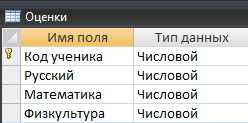 Оценки
Имя поля Тип данных
Код ученика Числовой
Русский Числовой
Математика Числовой
Физкультура Числовой